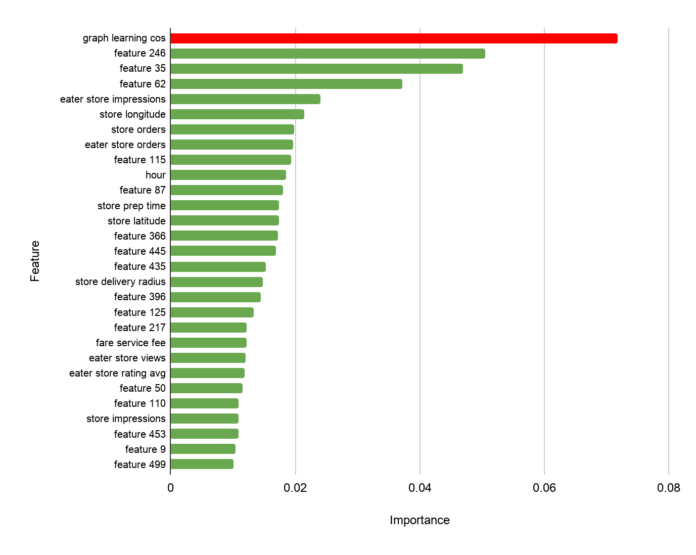 graph learning cos
feature 246
feature 35
feature 62
eater store impressions
store longitude
store orders
eater store orders
feature 115
hour
feature 87
store prep time
store latitude
feature 366
feature 445
feature 435
store delivery radius
feature 396
feature 125
feature 217
fare service fee
eater store views
eater store rating avg
feature 50
feature 110
store impressions
feature 453
feature 9
feature 499
Feature
0 0.02 0.04 0.06 0.08
Importance